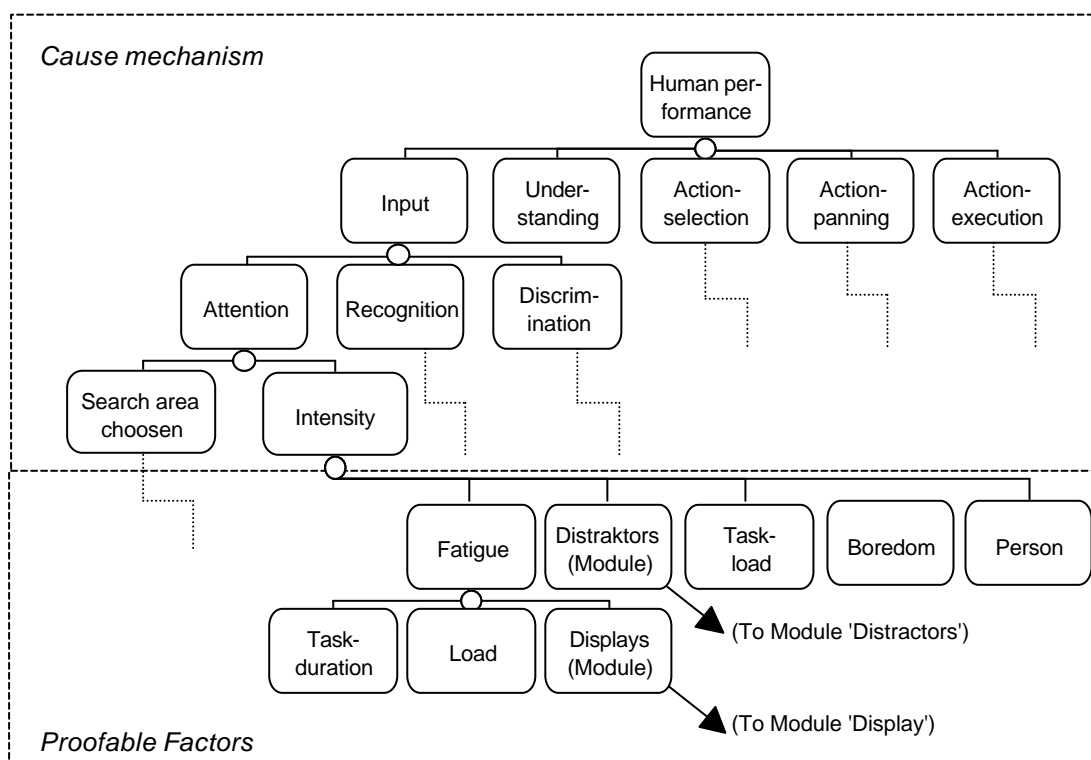 Cause mechanism
Human per-
formance
Input
Under-
standing
Action-
selection
Action-
panning
Action-
execution
Attention
Recognition
Discrim-
ination
Search area
choosen
Intensity
Fatigue
Distraktors
(Module)
Task-
load
Boredom
Person
Task-
duration
Load
Displays
(Module)
(To Module 'Distractors')
(To Module 'Display')
Proofable Factors